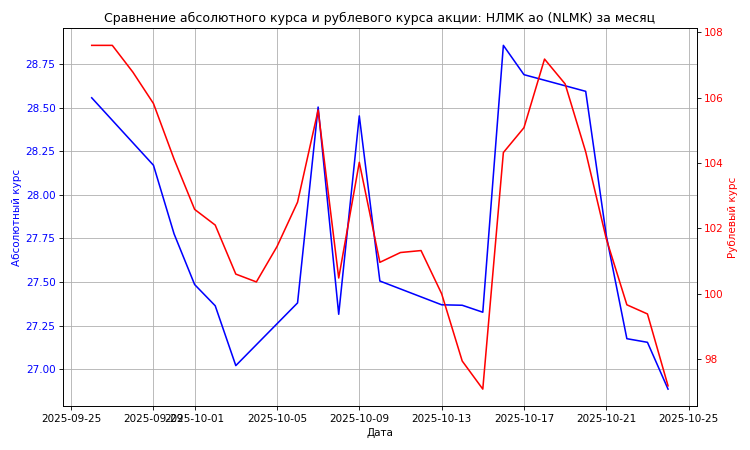 Сравнение абсолютного курса и рублевого курса акции: НЛМК ао (NLMK) за месяц
28.75
28.50
28.25
28.00
27.75
27.50
27.25
27.00
Абсолютный курс
108
106
104
102
100
98
Рублевый курс
2025-09-25 2025-09-29 2025-10-01 2025-10-05 2025-10-09 2025-10-13 2025-10-17 2025-10-21 2025-10-25
Дата